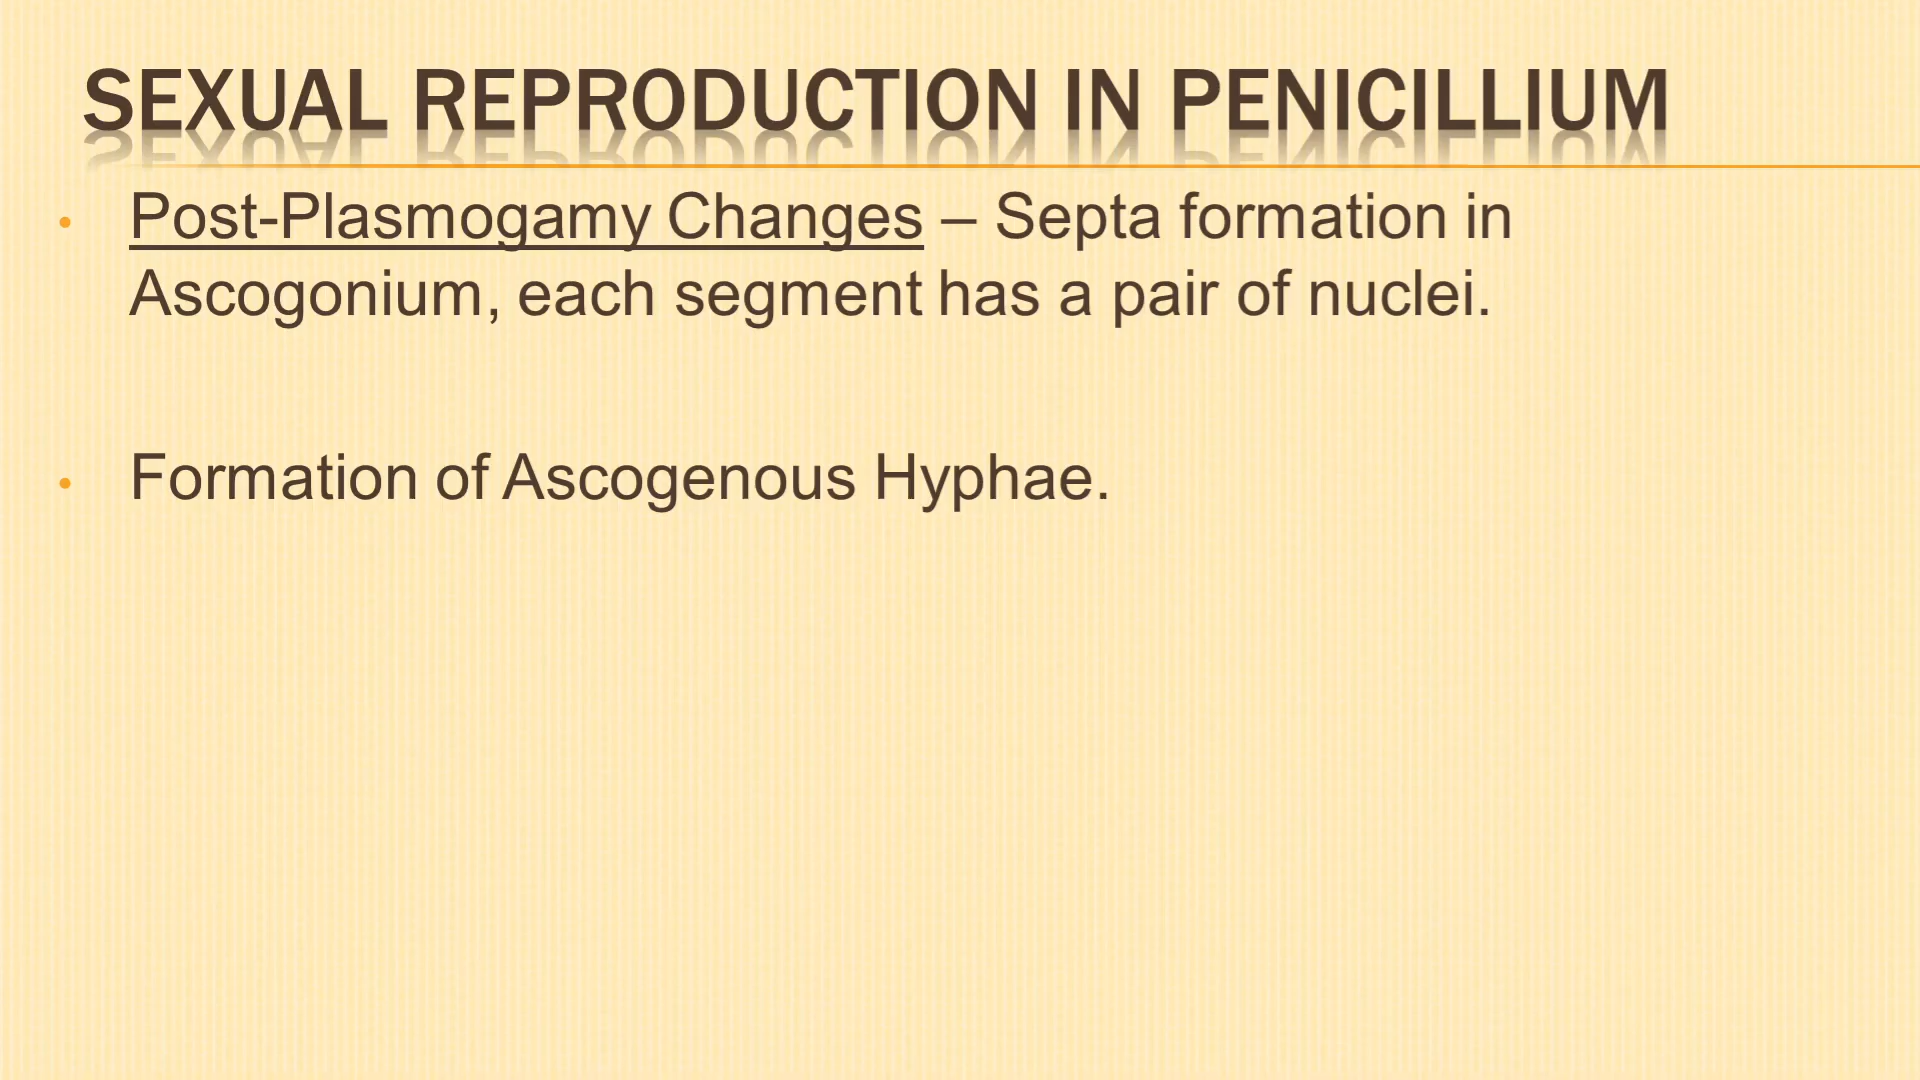 SEXUAL REPRODUCTION IN PENICILLIUM
• Post-Plasmogamy Changes – Septa formation in
Ascogonium, each segment has a pair of nuclei.
• Formation of Ascogenous Hyphae.